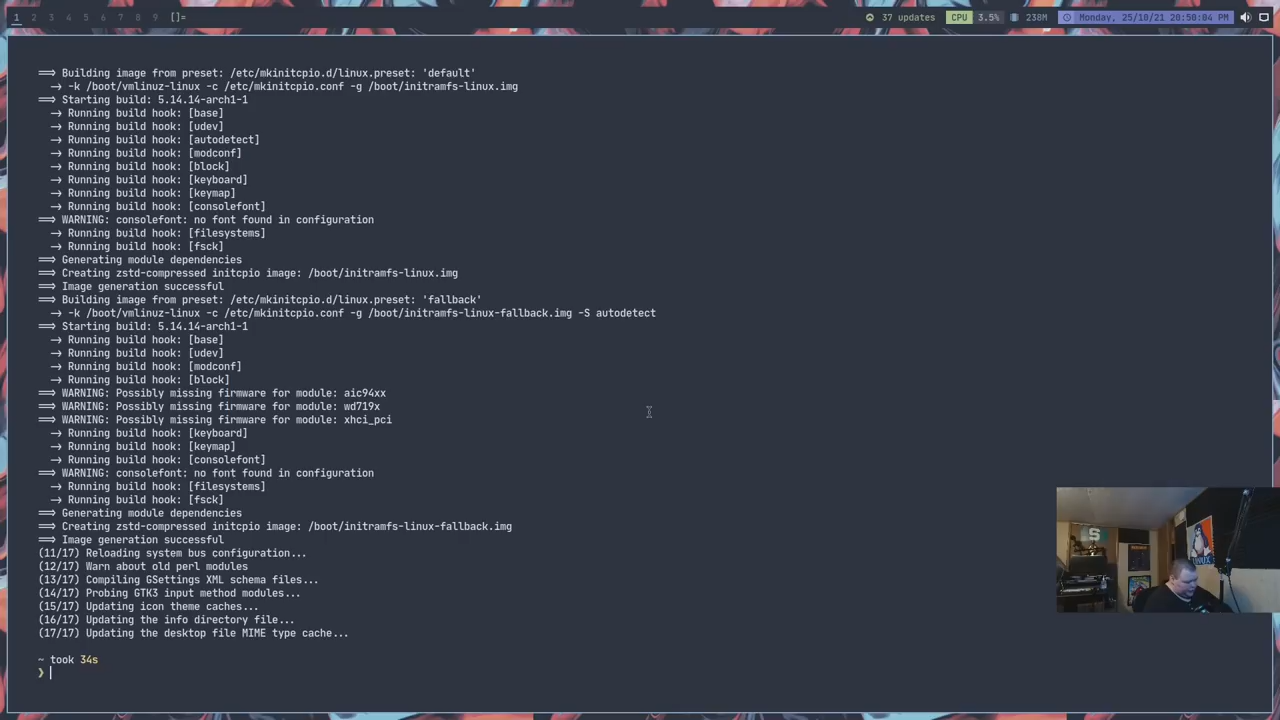 1 2 3 4 5 6 7 8 9 []= 37 updates CPU 3.5% 238M Monday, 25/10/21 20:50:04 PM
==> Building image from preset: /etc/mkinitcpio.d/linux.preset: 'default'
-> -k /boot/vmlinuz-linux -c /etc/mkinitcpio.conf -g /boot/initramfs-linux.img
==> Starting build: 5.14.14-arch1-1
-> Running build hook: [base]
-> Running build hook: [udev]
-> Running build hook: [autodetect]
-> Running build hook: [modconf]
-> Running build hook: [block]
-> Running build hook: [keyboard]
-> Running build hook: [keymap]
-> Running build hook: [consolefont]
==> WARNING: consolefont: no font found in configuration
-> Running build hook: [filesystems]
-> Running build hook: [fsck]
==> Generating module dependencies
==> Creating zstd-compressed initcpio image: /boot/initramfs-linux.img
==> Image generation successful
==> Building image from preset: /etc/mkinitcpio.d/linux.preset: 'fallback'
-> -k /boot/vmlinuz-linux -c /etc/mkinitcpio.conf -g /boot/initramfs-linux-fallback.img -S autodetect
==> Starting build: 5.14.14-arch1-1
-> Running build hook: [base]
-> Running build hook: [udev]
-> Running build hook: [modconf]
-> Running build hook: [block]
==> WARNING: Possibly missing firmware for module: aic94xx
==> WARNING: Possibly missing firmware for module: wd719x
==> WARNING: Possibly missing firmware for module: xhci_pci
-> Running build hook: [keyboard]
-> Running build hook: [keymap]
-> Running build hook: [consolefont]
==> WARNING: consolefont: no font found in configuration
-> Running build hook: [filesystems]
-> Running build hook: [fsck]
==> Generating module dependencies
==> Creating zstd-compressed initcpio image: /boot/initramfs-linux-fallback.img
==> Image generation successful
(11/17) Reloading system bus configuration...
(12/17) Warn about old perl modules
(13/17) Compiling GSettings XML schema files...
(14/17) Probing GTK3 input method modules...
(15/17) Updating icon theme caches...
(16/17) Updating the info directory file...
(17/17) Updating the desktop file MIME type cache...
~ took 34s
❯
LINUX